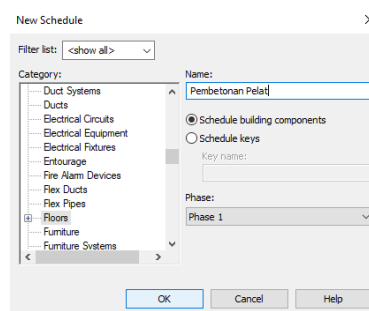 New Schedule
Filter list: <show all>
Category:
Duct Systems
Ducts
Electrical Circuits
Electrical Equipment
Electrical Fixtures
Entourage
Fire Alarm Devices
Flex Ducts
Flex Pipes
Floors
Furniture
Furniture Systems
Name:
Pembetonan Pelat
Schedule building components
Schedule keys
Key name:
Phase:
Phase 1
OK Cancel Help